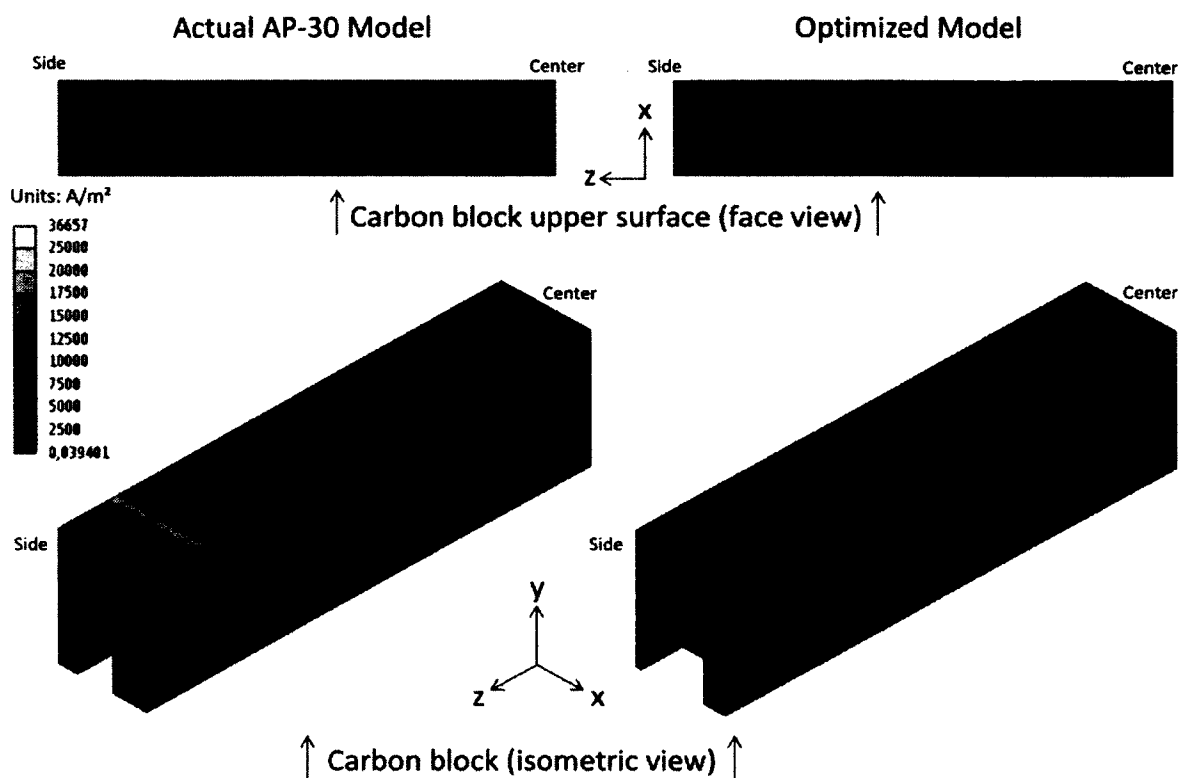 Actual AP-30 Model
Optimized Model
Side
Center
Side
Center
x
z
Units: A/m²
36657
25000
20000
17500
15000
12500
10000
7500
5000
2500
0,039401
Carbon block upper surface (face view)
Center
Center
Side
Side
y
z
x
Carbon block (isometric view)